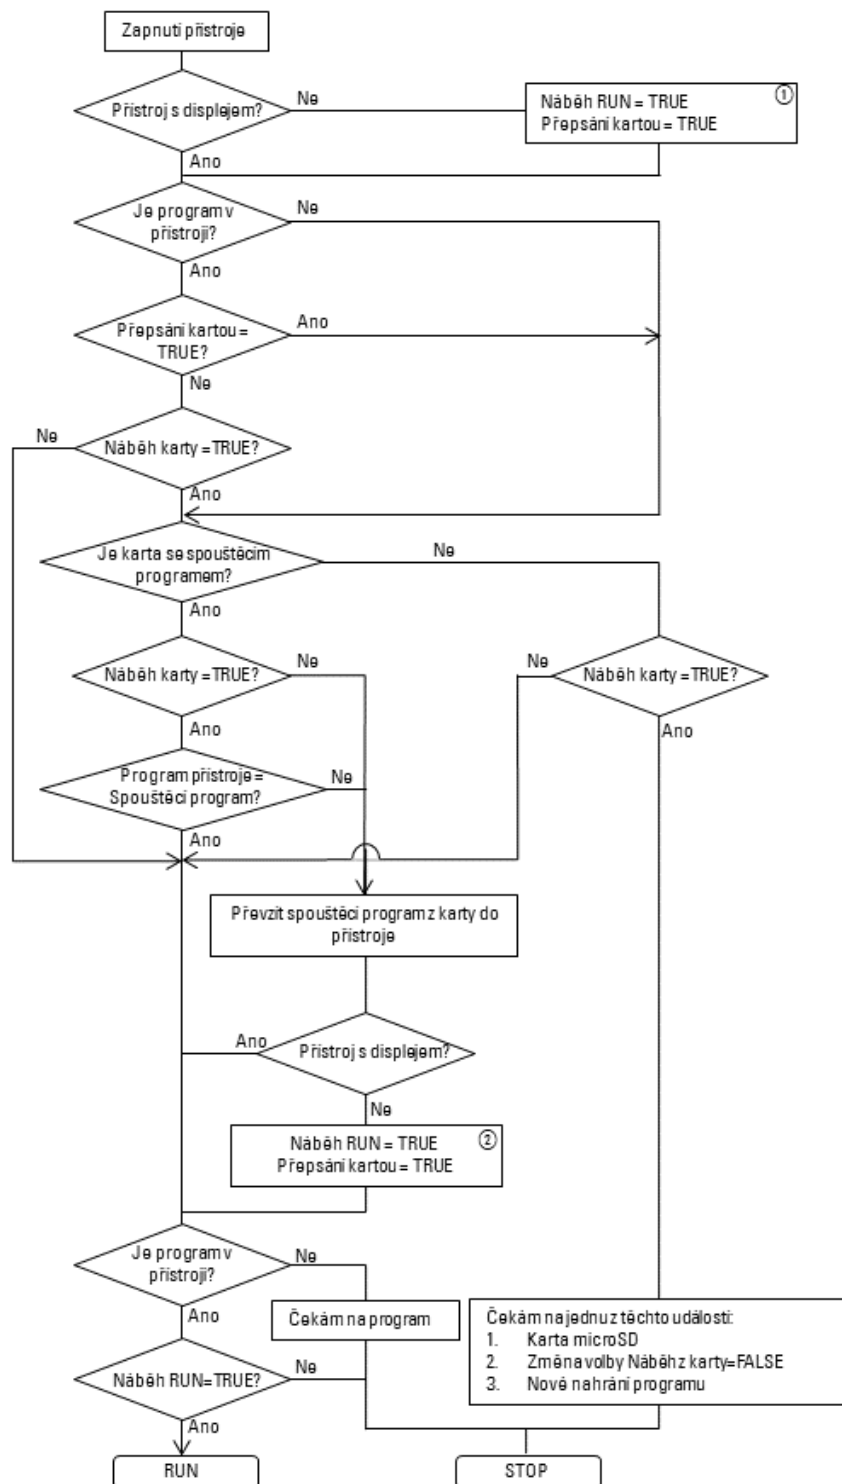 Zapnutí přístroje
Přístroj s displejem?
Ne
Náběh RUN = TRUE
Přepsání kartou = TRUE
①
Ano
Je program v
přístroji?
Ne
Ano
Přepsání kartou =
TRUE?
Ano
Ne
Náběh karty =TRUE?
Ne
Ano
Je karta se spouštěcím
programem?
Ne
Ano
Náběh karty =TRUE?
Ne
Ne
Náběh karty =TRUE?
Ano
Ano
Program přístroje =
Spouštěcí program?
Ne
Ano
Převzít spouštěcí program z karty do
přístroje
Ano
Přístroj s displejem?
Ne
Náběh RUN = TRUE
Přepsání kartou = TRUE
②
Je program v
přístroji?
Ne
Ano
Čekám na program
Čekám na jednu z těchto událostí:
1. Karta microSD
2. Změna volby Náběh z karty=FALSE
3. Nové nahrání programu
Náběh RUN=TRUE?
Ne
Ano
RUN
STOP